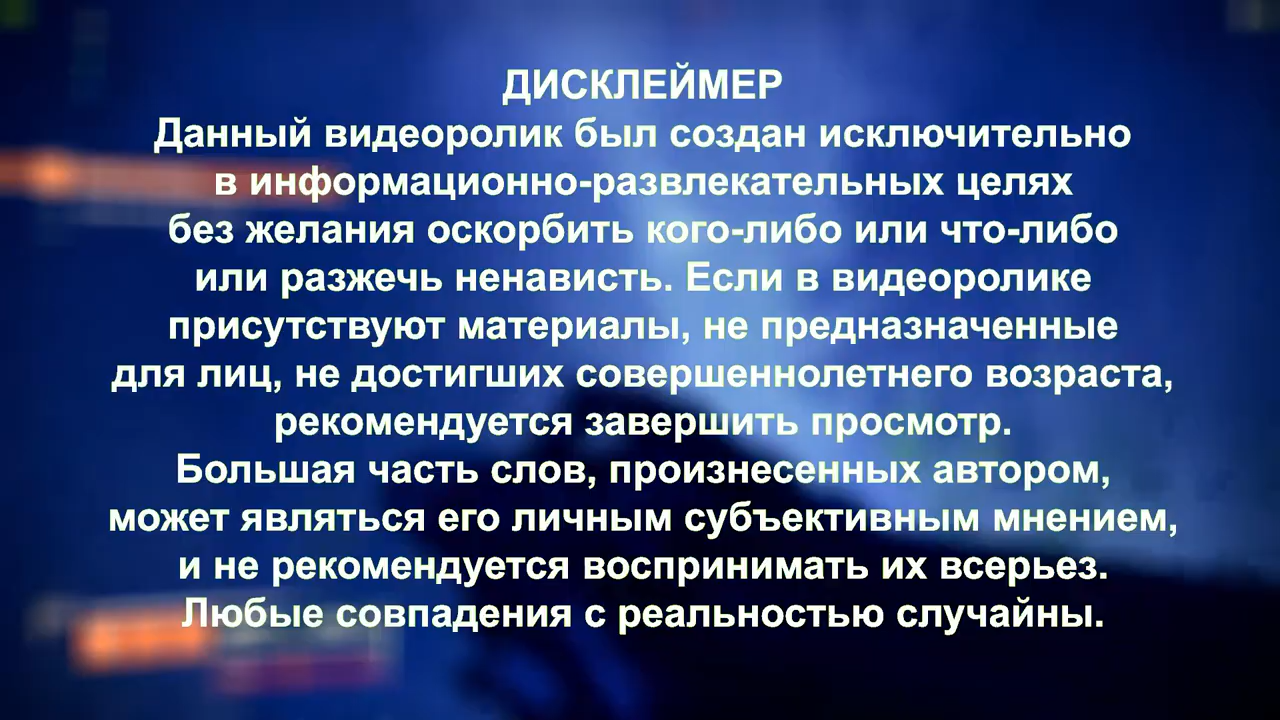 ДИСКЛЕЙМЕР
Данный видеоролик был создан исключительно
в информационно-развлекательных целях
без желания оскорбить кого-либо или что-либо
или разжечь ненависть. Если в видеоролике
присутствуют материалы, не предназначенные
для лиц, не достигших совершеннолетнего возраста,
рекомендуется завершить просмотр.
Большая часть слов, произнесенных автором,
может являться его личным субъективным мнением,
и не рекомендуется воспринимать их всерьез.
Любые совпадения с реальностью случайны.